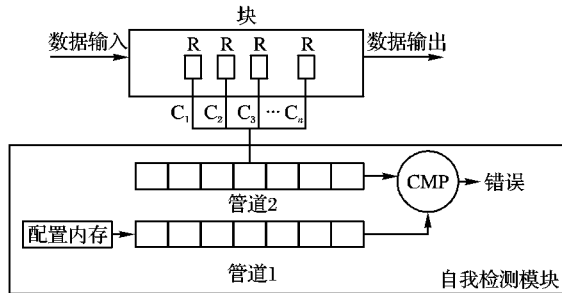 块
数据输入 R R R R 数据输出
C₁ C₂ C₃ ··· Cₙ
CMP 错误
管道2
配置内存
管道1
自我检测模块